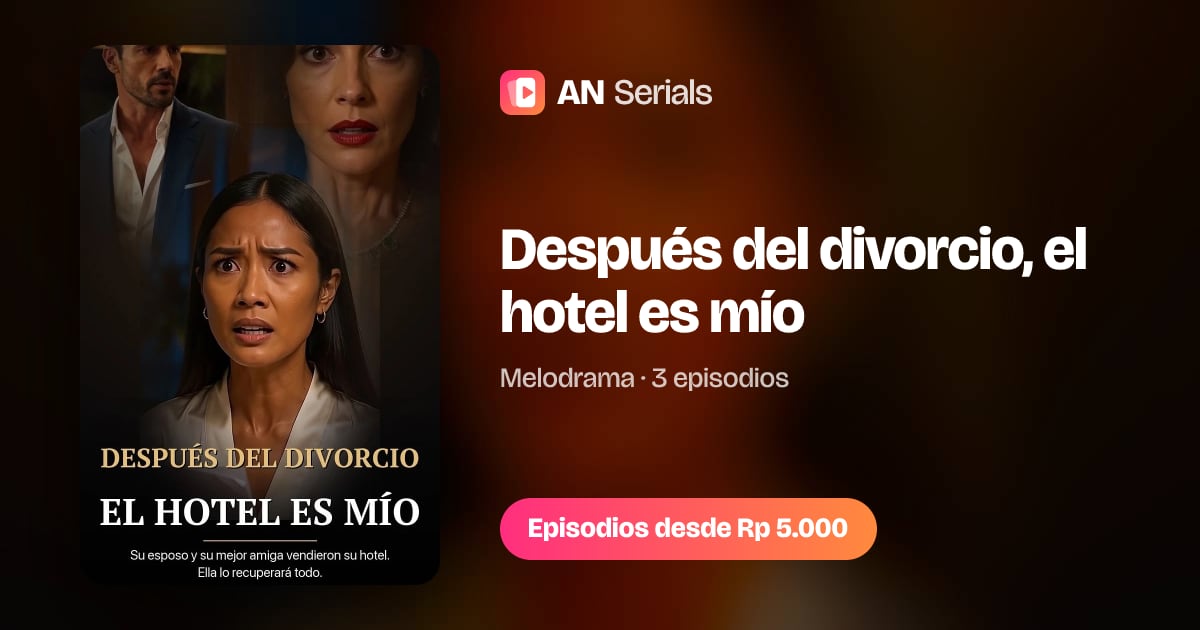 DESPUÉS DEL DIVORCIO
EL HOTEL ES MÍO
Su esposo y su mejor amiga vendieron su hotel.
Ella lo recuperará todo.
AN Serials
Después del divorcio, el
hotel es mío
Melodrama · 3 episodios
Episodios desde Rp 5.000